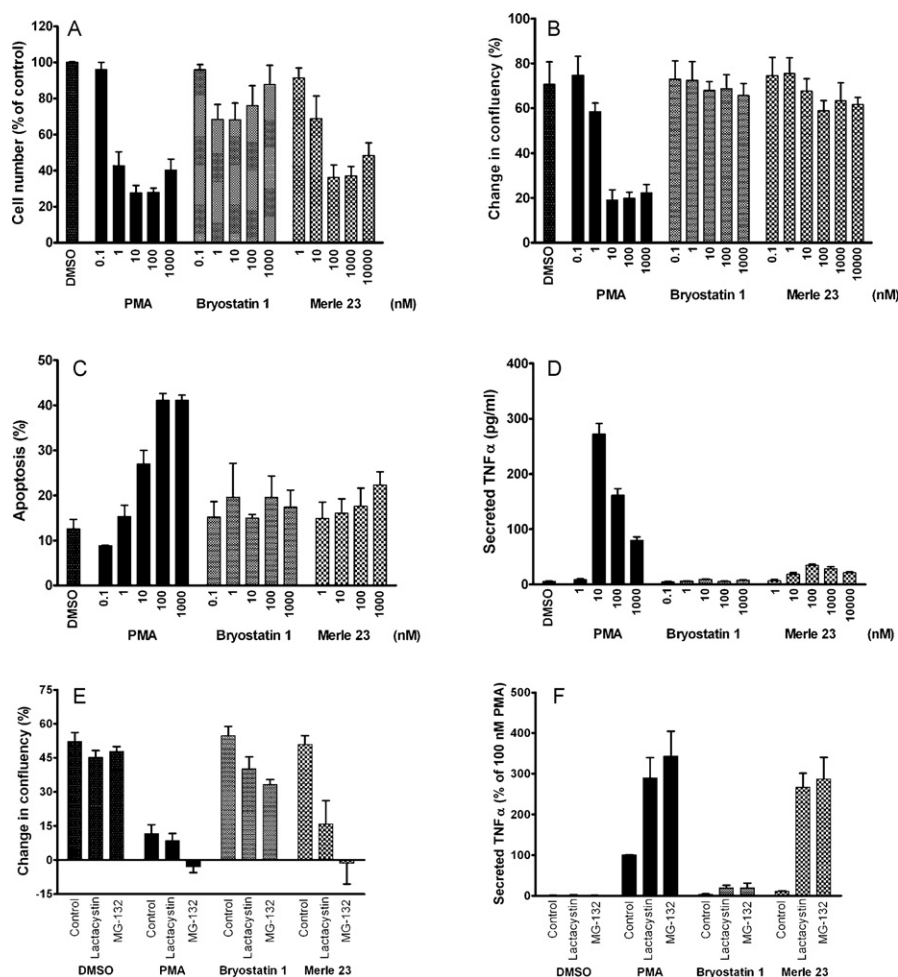 A
Cell number (% of control)
120
100
80
60
40
20
0
DMSO
0.1
1
10
100
1000
0.1
1
10
100
1000
1
10
100
1000
10000
PMA Bryostatin 1 Merle 23 (nM)
B
Change in confluency (%)
100
80
60
40
20
0
DMSO
0.1
1
10
100
1000
0.1
1
10
100
1000
0.1
1
10
100
1000
10000
PMA Bryostatin 1 Merle 23 (nM)
C
Apoptosis (%)
50
40
30
20
10
0
DMSO
0.1
1
10
100
1000
0.1
1
10
100
1000
1
10
100
1000
PMA Bryostatin 1 Merle 23 (nM)
D
Secreted TNFα (pg/ml)
400
300
200
100
0
DMSO
1
10
100
1000
0.1
1
10
100
1000
1
10
100
1000
10000
PMA Bryostatin 1 Merle 23 (nM)
E
Change in confluency (%)
75
60
45
30
15
0
-15
Control
Lactacystin
MG-132
Control
Lactacystin
MG-132
Control
Lactacystin
MG-132
Control
Lactacystin
MG-132
DMSO PMA Bryostatin 1 Merle 23
F
Secreted TNFα (% of 100 nM PMA)
500
400
300
200
100
0
Control
Lactacystin
MG-132
Control
Lactacystin
MG-132
Control
Lactacystin
MG-132
Control
Lactacystin
MG-132
DMSO PMA Bryostatin 1 Merle 23